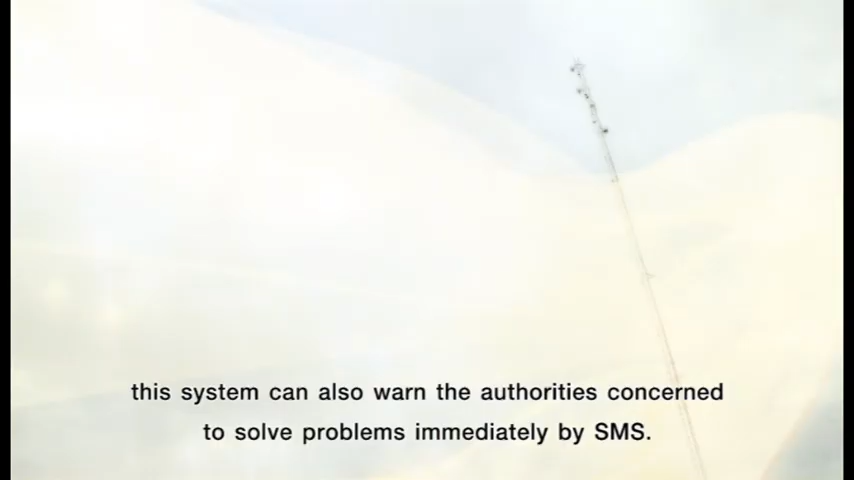 this system can also warn the authorities concerned
to solve problems immediately by SMS.